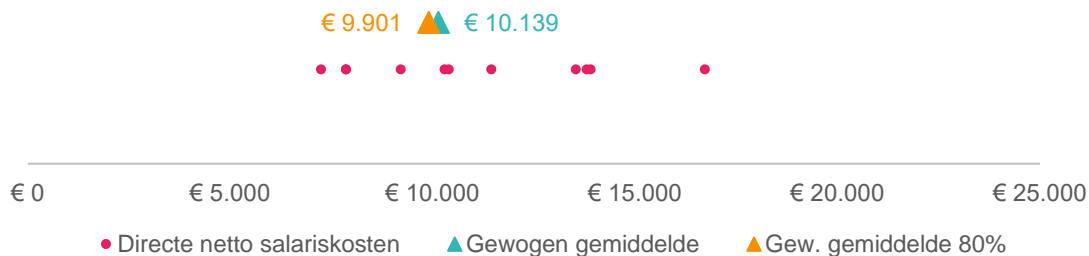 € 9.901 € 10.139
€ 0 € 5.000 € 10.000 € 15.000 € 20.000 € 25.000
Directe netto salariskosten Gewogen gemiddelde Gew. gemiddelde 80%